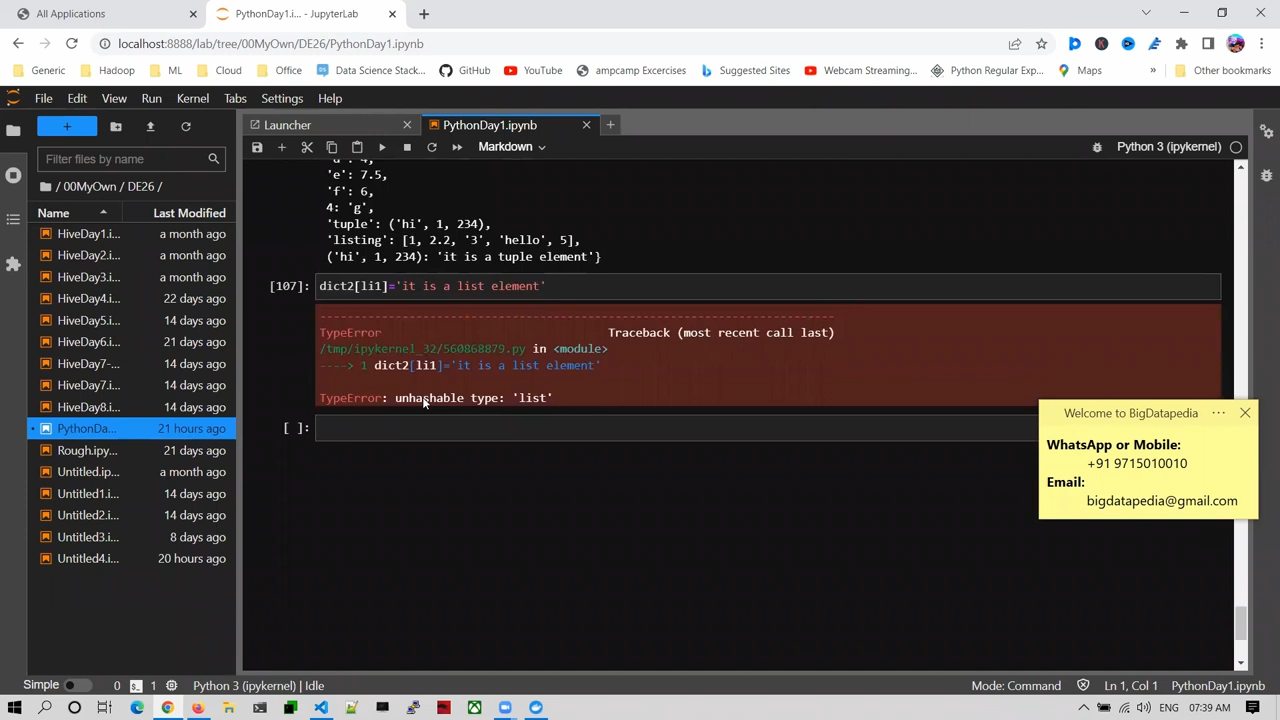 All Applications
PythonDay1.i... - JupyterLab
localhost:8888/lab/tree/00MyOwn/DE26/PythonDay1.ipynb
Generic Hadoop ML Cloud Office Data Science Stack... GitHub YouTube ampcamp Excercises Suggested Sites Webcam Streaming... Python Regular Exp... Maps » Other bookmarks
File Edit View Run Kernel Tabs Settings Help
Launcher PythonDay1.ipynb
Markdown Python 3 (ipykernel)
Filter files by name
/ 00MyOwn / DE26 /
Name Last Modified
HiveDay1.i... a month ago
HiveDay2.i... a month ago
HiveDay3.i... a month ago
HiveDay4.i... 22 days ago
HiveDay5.i... 14 days ago
HiveDay6.i... 21 days ago
HiveDay7-... 14 days ago
HiveDay7.i... 14 days ago
HiveDay8.i... 14 days ago
PythonDa... 21 hours ago
Rough.ipy... 21 days ago
Untitled.ip... a month ago
Untitled1.i... 14 days ago
Untitled2.i... 14 days ago
Untitled3.i... 8 days ago
Untitled4.i... 20 hours ago
'e': 7.5,
'f': 6,
4: 'g',
'tuple': ('hi', 1, 234),
'listing': [1, 2.2, '3', 'hello', 5],
('hi', 1, 234): 'it is a tuple element'}
[107]: dict2[li1]='it is a list element'
---------------------------------------------------------------------------
TypeError Traceback (most recent call last)
/tmp/ipykernel_32/560868879.py in <module>
----> 1 dict2[li1]='it is a list element'
TypeError: unhashable type: 'list'
[ ]:
Welcome to BigDatapedia ...
WhatsApp or Mobile:
+91 9715010010
Email:
bigdatapedia@gmail.com
Simple 0 1 Python 3 (ipykernel) | Idle Mode: Command Ln 1, Col 1 PythonDay1.ipynb
ENG 07:39 AM